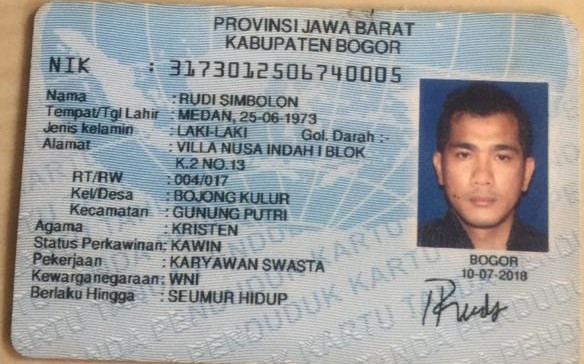 PROVINSI JAWA BARAT
KABUPATEN BOGOR
NIK : 3173012506740005
Nama : RUDI SIMBOLON
Tempat/Tgl Lahir : MEDAN, 25-06-1973
Jenis kelamin : LAKI-LAKI Gol. Darah :-
Alamat : VILLA NUSA INDAH I BLOK
K.2 NO.13
RT/RW : 004/017
Kel/Desa : BOJONG KULUR
Kecamatan : GUNUNG PUTRI
Agama : KRISTEN
Status Perkawinan: KAWIN
Pekerjaan : KARYAWAN SWASTA
Kewarganegaraan: WNI
Berlaku Hingga : SEUMUR HIDUP
BOGOR
10-07-2018